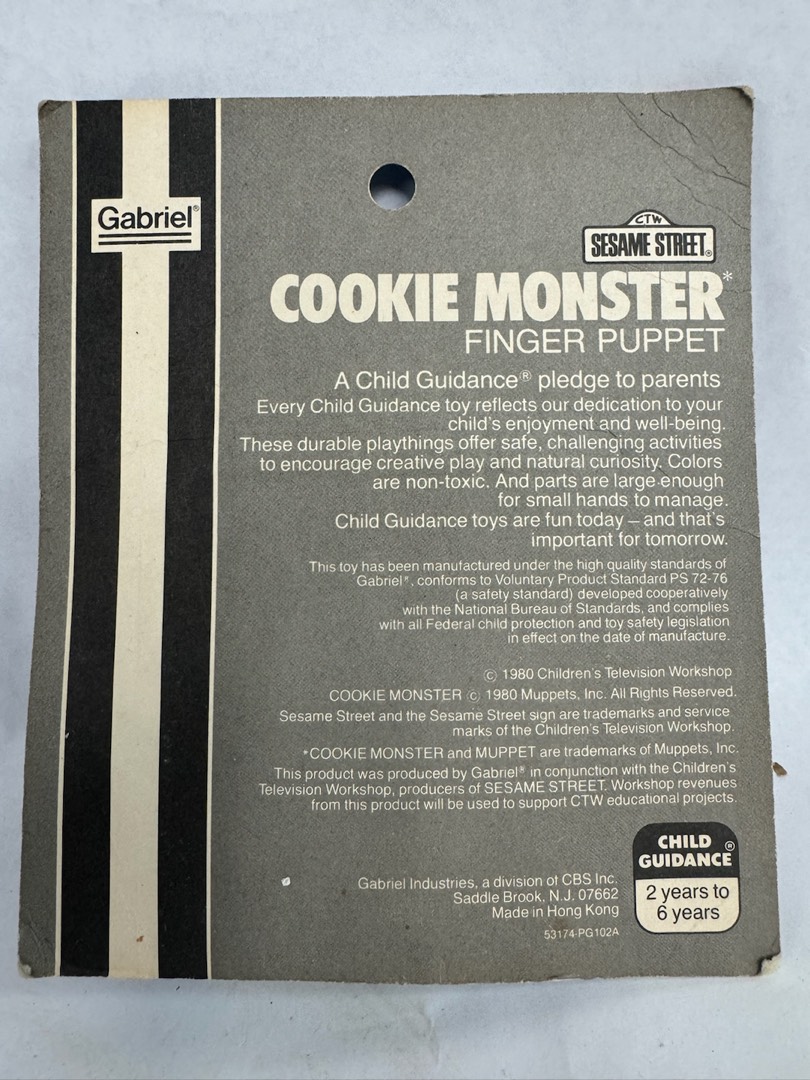 Gabriel®
CTW
SESAME STREET®
COOKIE MONSTER*
FINGER PUPPET
A Child Guidance® pledge to parents
Every Child Guidance toy reflects our dedication to your
child's enjoyment and well-being.
These durable playthings offer safe, challenging activities
to encourage creative play and natural curiosity. Colors
are non-toxic. And parts are large enough
for small hands to manage.
Child Guidance toys are fun today – and that's
important for tomorrow.
This toy has been manufactured under the high quality standards of
Gabriel®, conforms to Voluntary Product Standard PS 72-76
(a safety standard) developed cooperatively
with the National Bureau of Standards, and complies
with all Federal child protection and toy safety legislation
in effect on the date of manufacture.
© 1980 Children's Television Workshop
COOKIE MONSTER © 1980 Muppets, Inc. All Rights Reserved.
Sesame Street and the Sesame Street sign are trademarks and service
marks of the Children's Television Workshop.
*COOKIE MONSTER and MUPPET are trademarks of Muppets, Inc.
This product was produced by Gabriel® in conjunction with the Children's
Television Workshop, producers of SESAME STREET. Workshop revenues
from this product will be used to support CTW educational projects.
Gabriel Industries, a division of CBS Inc.
Saddle Brook, N.J. 07662
Made in Hong Kong
53174-PG102A
CHILD
GUIDANCE®
2 years to
6 years